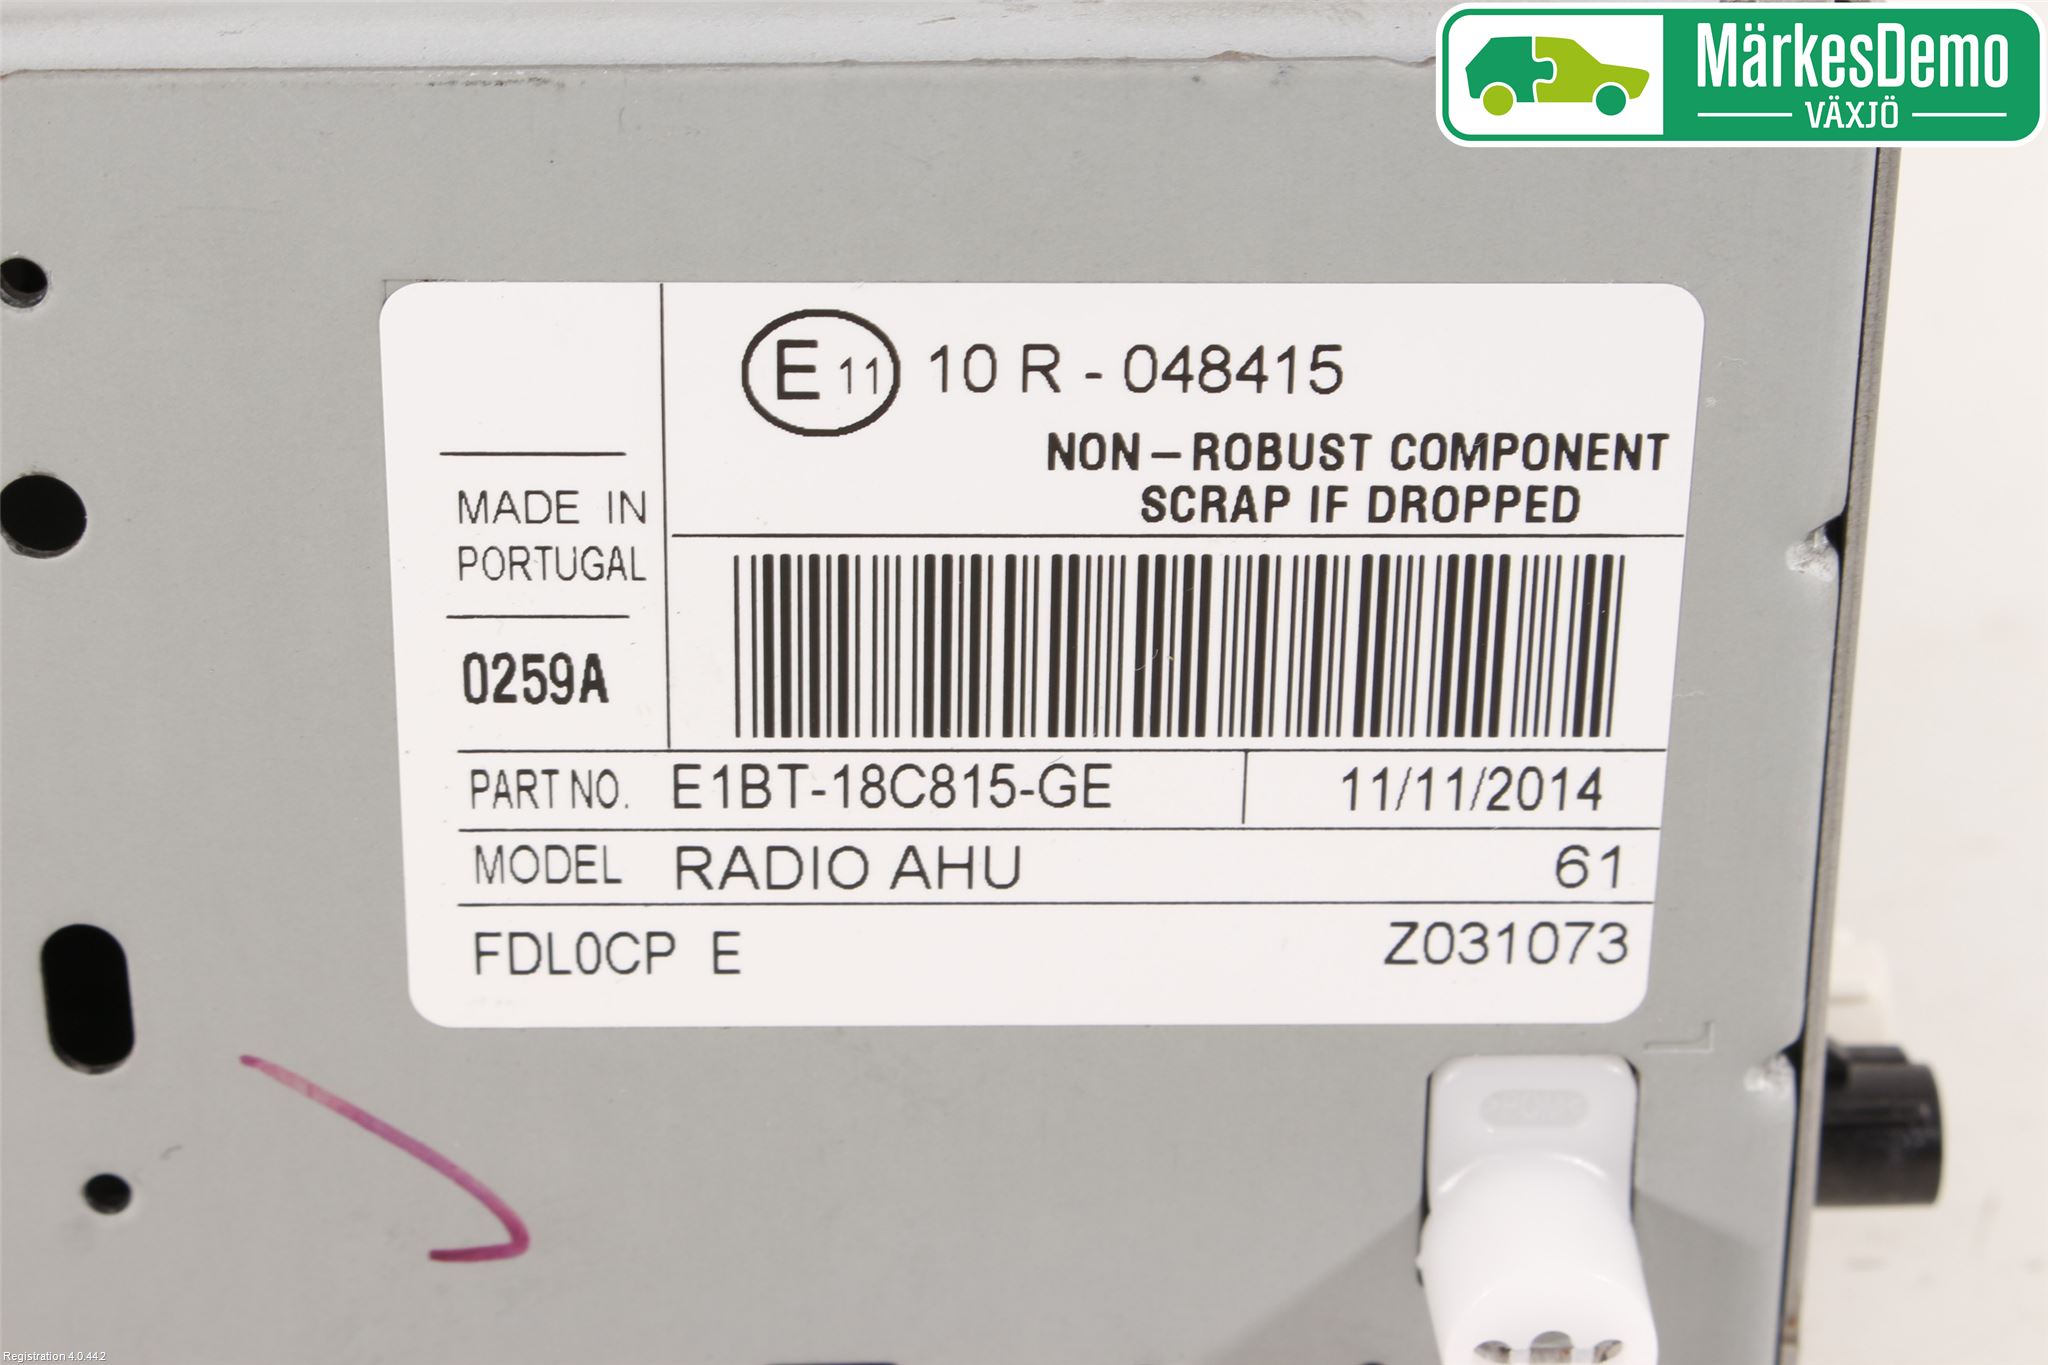 MärkesDemo
VÄXJÖ
E 11 10 R - 048415
NON-ROBUST COMPONENT
SCRAP IF DROPPED
MADE IN
PORTUGAL
0259A
PART NO. E1BT-18C815-GE 11/11/2014
MODEL RADIO AHU 61
FDL0CP E Z031073
Registration 4.0.44.2